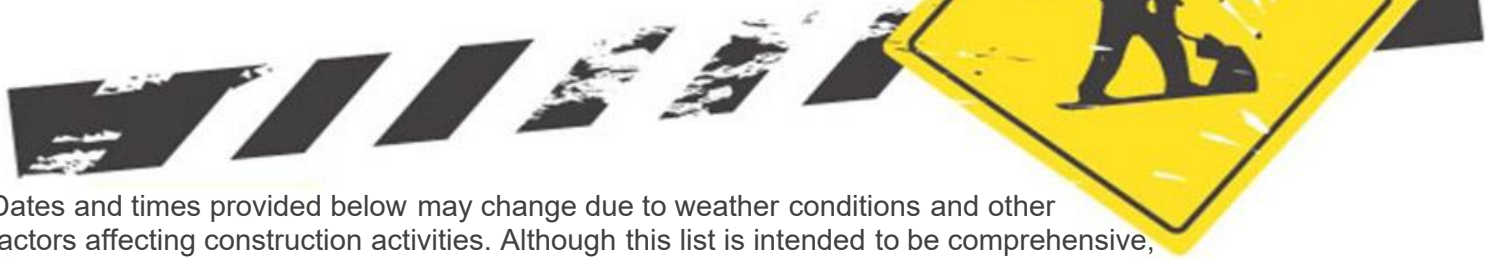 Dates and times provided below may change due to weather conditions and other
actors affecting construction activities. Although this list is intended to be comprehensive,